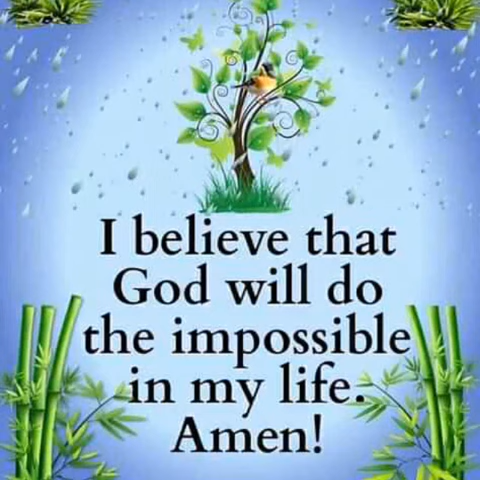 I believe that
God will do
the impossible
in my life.
Amen!